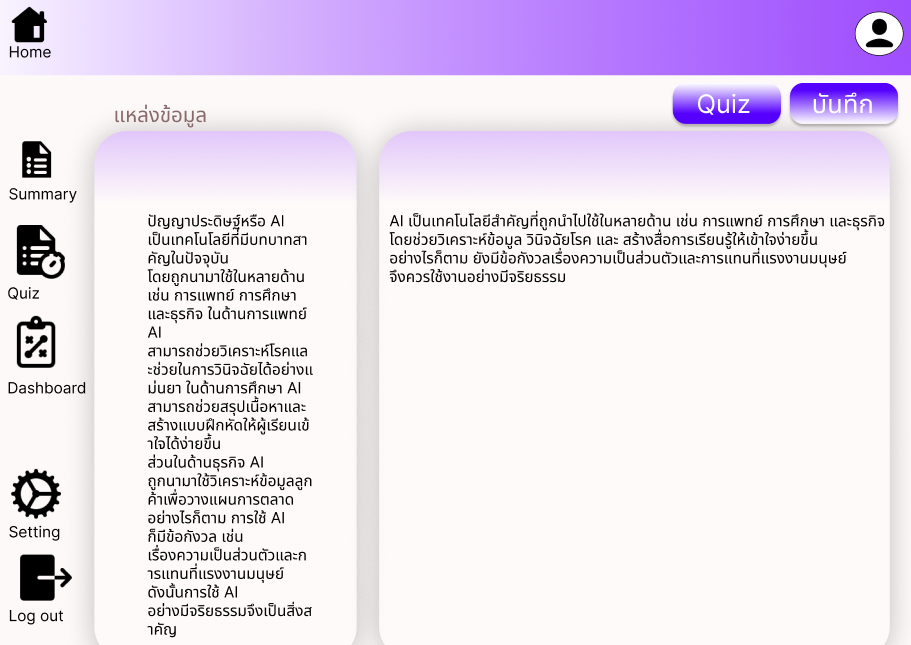 Home
Quiz
บันทึก
แหล่งข้อมูล
Summary
Quiz
Dashboard
Setting
Log out
ปัญญาประดิษฐ์หรือ AI
เป็นเทคโนโลยีที่มีบทบาทสา
คัญในปัจจุบัน
โดยถูกนามาใช้ในหลายด้าน
เช่น การแพทย์ การศึกษา
และธุรกิจ ในด้านการแพทย์
AI
สามารถช่วยวิเคราะห์โรคแล
ะช่วยในการวินิจฉัยได้อย่างแ
ม่นยา ในด้านการศึกษา AI
สามารถช่วยสรุปเนื้อหาและ
สร้างแบบฝึกหัดให้ผู้เรียนเข้
าใจได้ง่ายขึ้น
ส่วนในด้านธุรกิจ AI
ถูกนามาใช้วิเคราะห์ข้อมูลลูก
ค้าเพื่อวางแผนการตลาด
อย่างไรก็ตาม การใช้ AI
ก็มีข้อกังวล เช่น
เรื่องความเป็นส่วนตัวและก
ารแทนที่แรงงานมนุษย์
ดังนั้นการใช้ AI
อย่างมีจริยธรรมจึงเป็นสิ่งส
าคัญ
AI เป็นเทคโนโลยีสำคัญที่ถูกนำไปใช้ในหลายด้าน เช่น การแพทย์ การศึกษา และธุรกิจ
โดยช่วยวิเคราะห์ข้อมูล วินิจฉัยโรค และ สร้างสื่อการเรียนรู้ให้เข้าใจง่ายขึ้น
อย่างไรก็ตาม ยังมีข้อกังวลเรื่องความเป็นส่วนตัวและการแทนที่แรงงานมนุษย์
จึงควรใช้งานอย่างมีจริยธรรม